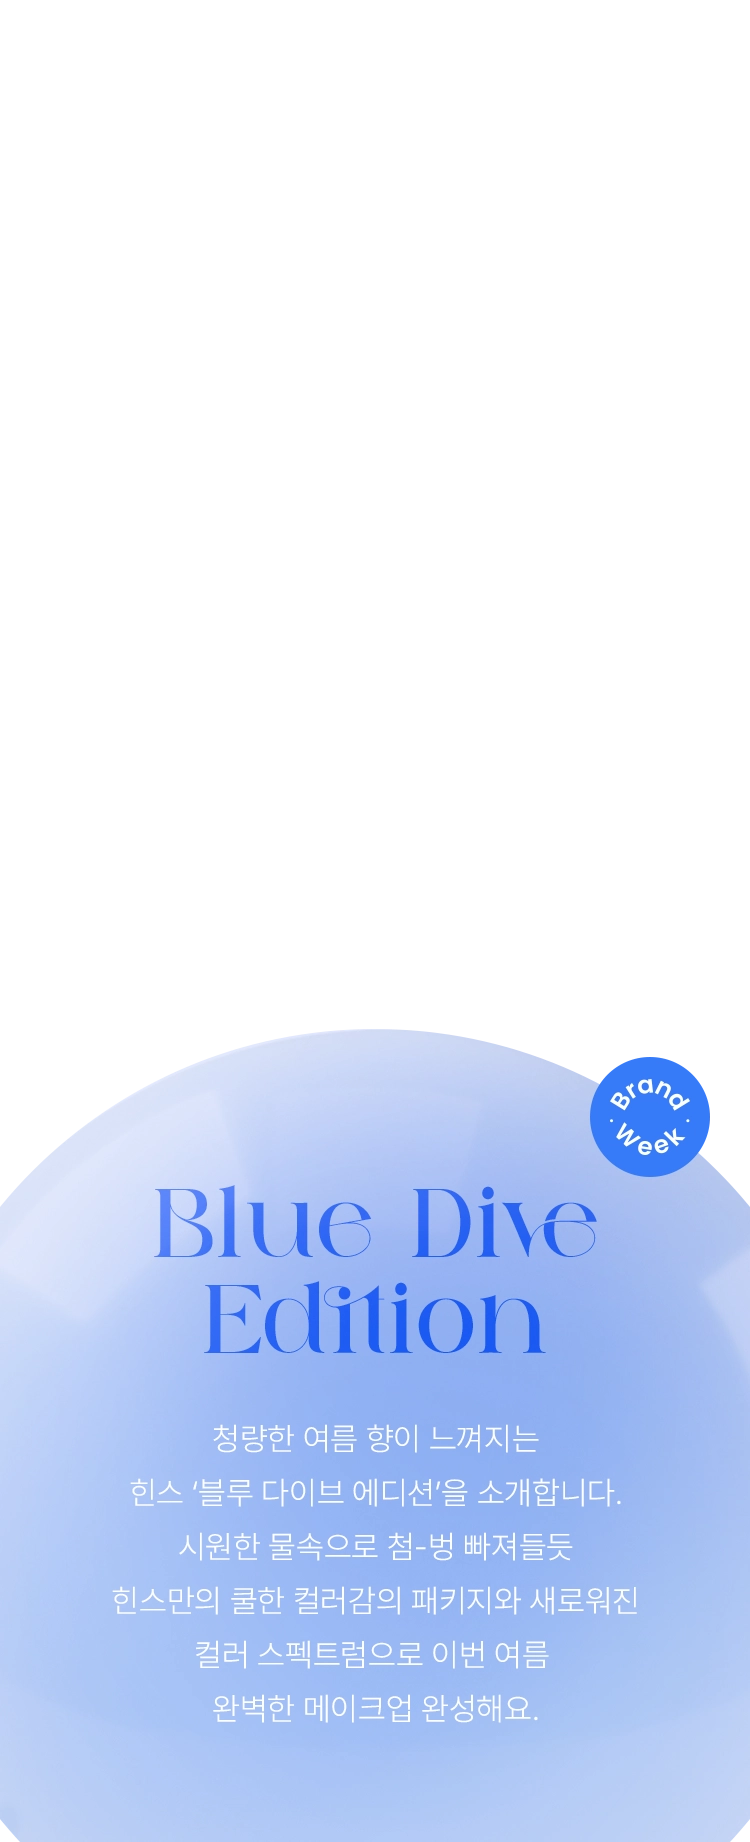 Brand
Week
Blue Dive
Edition
청량한 여름 향이 느껴지는
힌스 ‘블루 다이브 에디션’을 소개합니다.
시원한 물속으로 첨-벙 빠져들듯
힌스만의 쿨한 컬러감의 패키지와 새로워진
컬러 스펙트럼으로 이번 여름
완벽한 메이크업 완성해요.